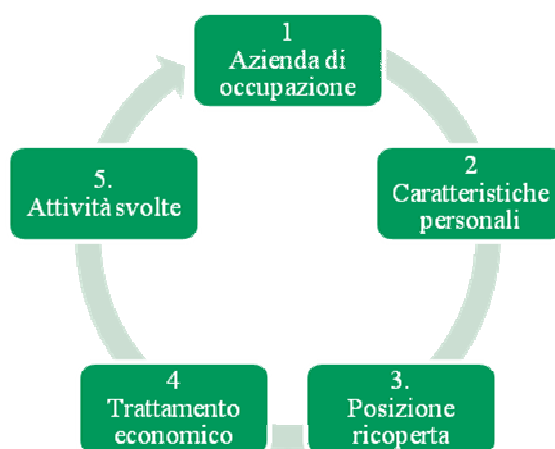 1
Azienda di
occupazione
2
Caratteristiche
personali
3.
Posizione
ricoperta
4
Trattamento
economico
5.
Attività svolte